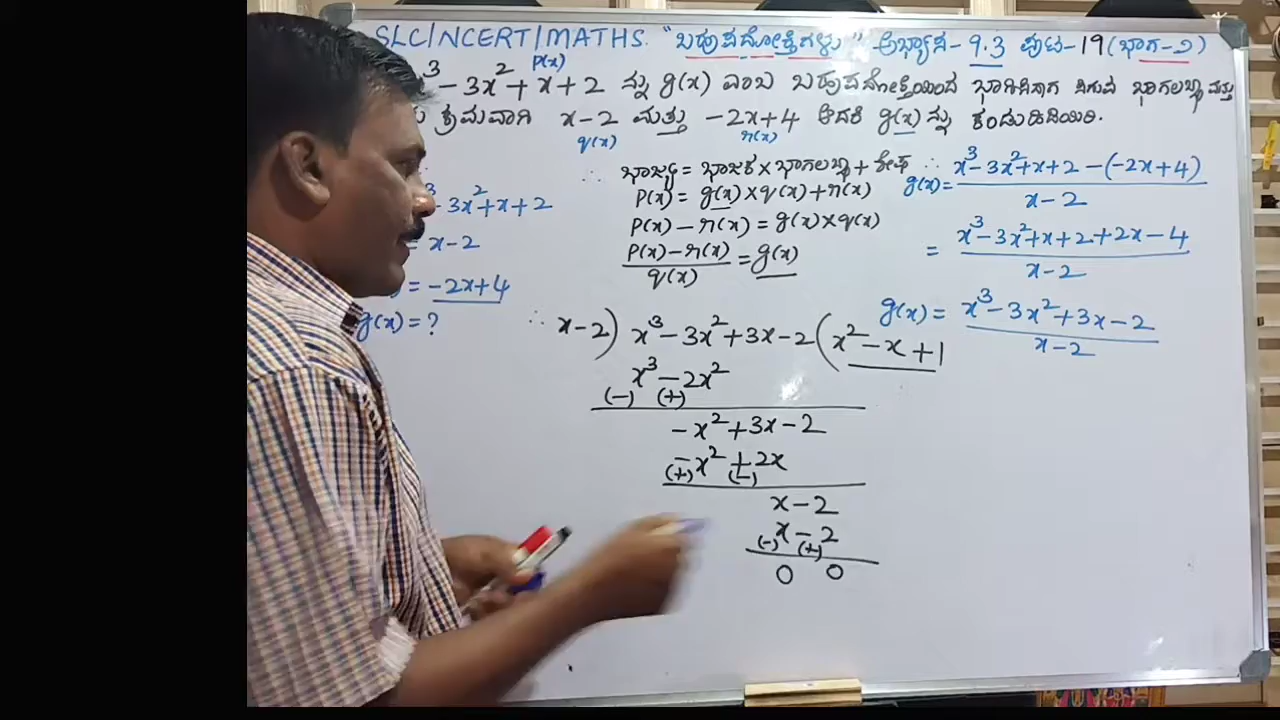 SLC/NCERT/MATHS. "ಬಹುಪದೋಕ್ತಿಗಳು" ಅಭ್ಯಾಸ-9.3 ಪುಟ-19 (ಭಾಗ-2)
P(x)
³-3x²+x+2 ನ್ನು g(x) ಎಂಬ ಬಹುಪದೋಕ್ತಿಯಿಂದ ಭಾಗಿಸಿದಾಗ ಸಿಗುವ ಭಾಗಲಬ್ಧ ಮತ್ತು
ಕ್ರಮವಾಗಿ x-2 ಮತ್ತು -2x+4 ಆದರೆ g(x) ನ್ನು ಕಂಡುಹಿಡಿಯಿರಿ.
q(x) r(x)
³-3x²+x+2
= x-2
= -2x+4
g(x) = ?
∴ ಭಾಜ್ಯ = ಭಾಜಕ × ಭಾಗಲಬ್ಧ + ಶೇಷ
P(x) = g(x) × q(x) + r(x)
P(x) - r(x) = g(x) × q(x)
P(x) - r(x)
= g(x)
q(x)
∴ x-2) x³-3x²+3x-2 (x²-x+1
x³-2x²
(-) (+)
-x²+3x-2
-x²+2x
(+) (-)
x-2
x-2
(-) (+)
0 0
∴ x³-3x²+x+2-(-2x+4)
g(x) =
x-2
= x³-3x²+x+2+2x-4
x-2
g(x) = x³-3x²+3x-2
x-2